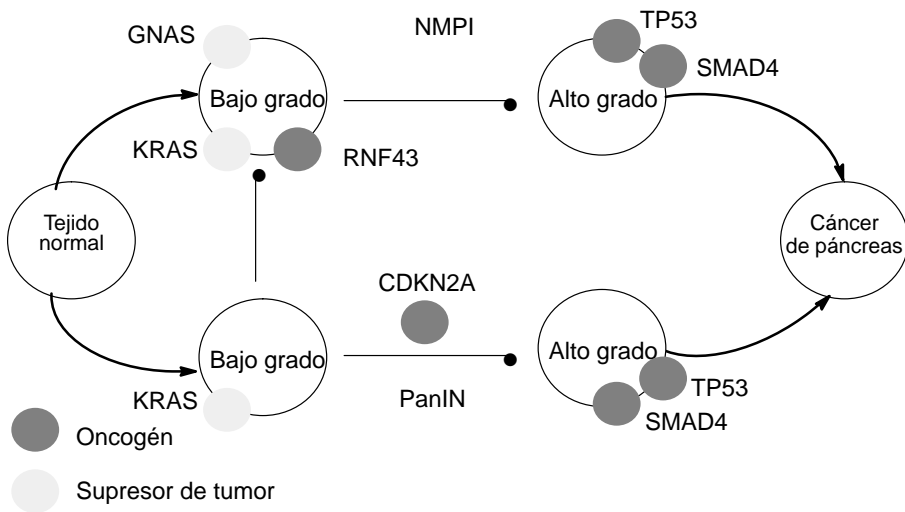 GNAS
NMPI
TP53
SMAD4
Bajo grado
Alto grado
KRAS
RNF43
Tejido
normal
Cáncer
de páncreas
CDKN2A
Bajo grado
Alto grado
KRAS
PanIN
TP53
SMAD4
Oncogén
Supresor de tumor